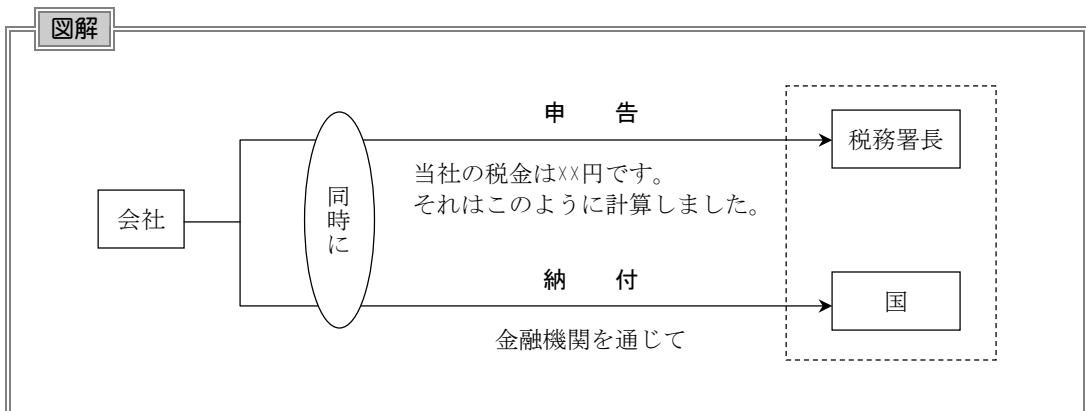 図解
申　　告
税務署長
当社の税金は××円です。
それはこのように計算しました。
会社
同時に
納　　付
国
金融機関を通じて